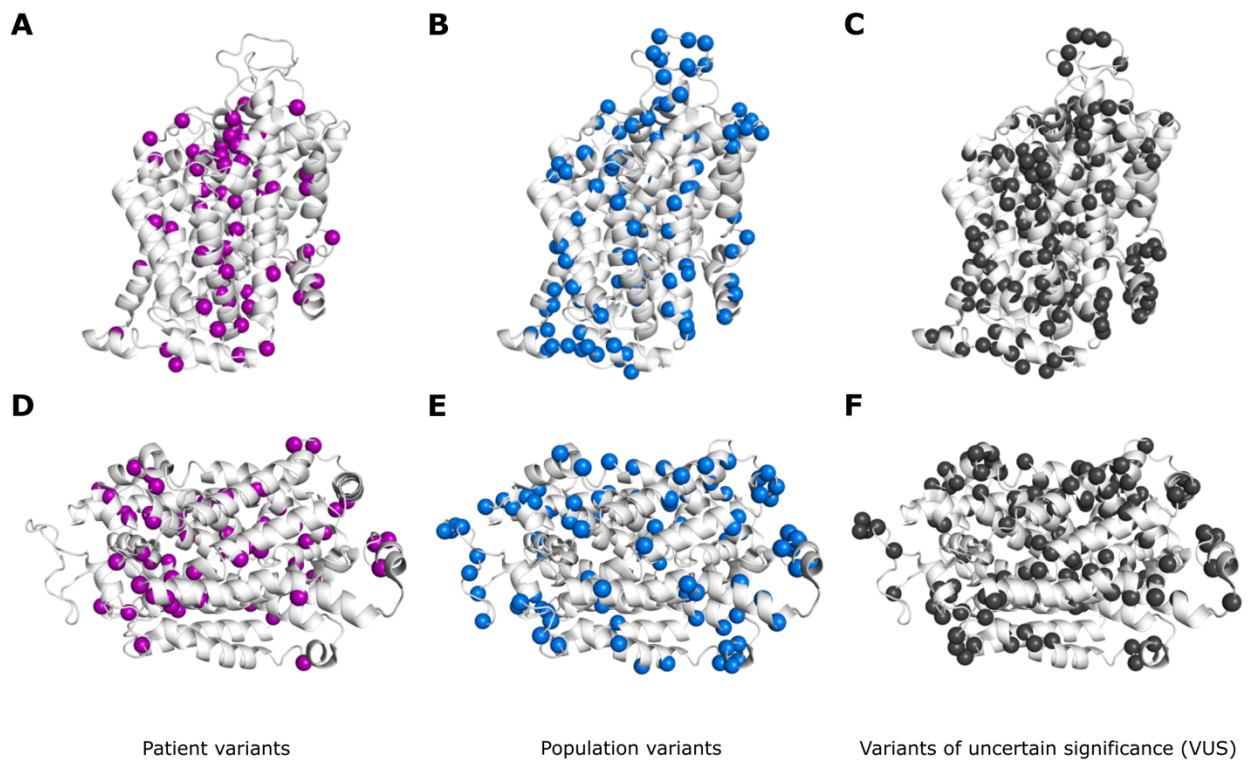 A
B
C
D
E
F
Patient variants
Population variants
Variants of uncertain significance (VUS)